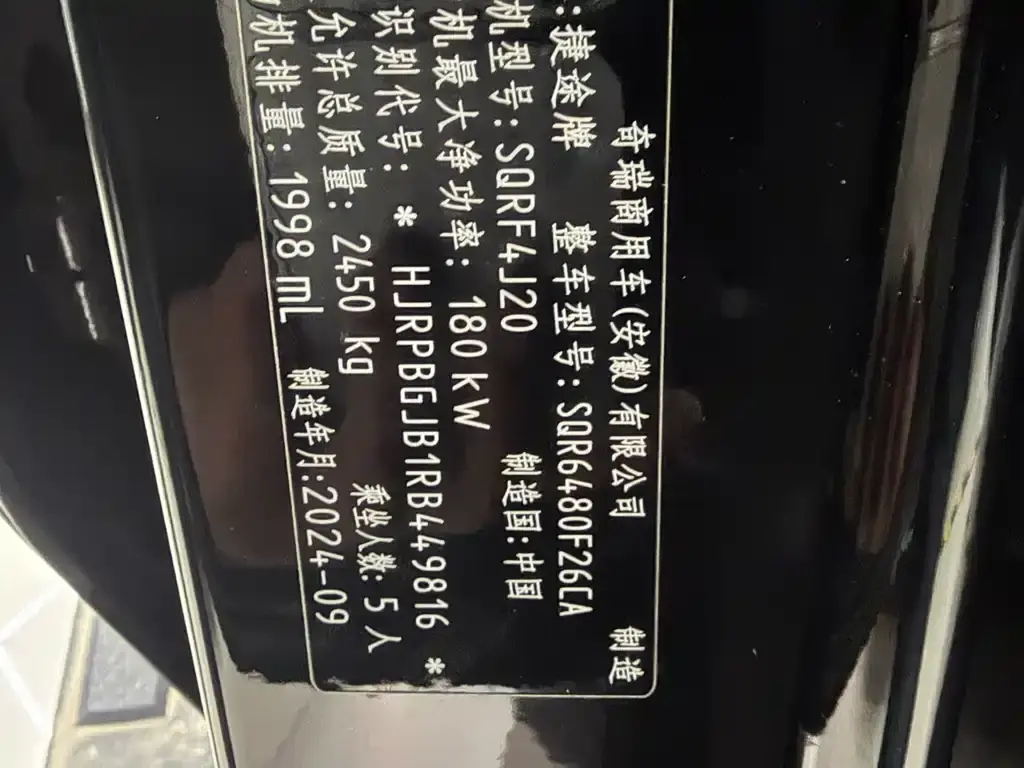 奇瑞商用车(安徽)有限公司 制造
:捷途牌 整车型号:SQR6480F26CA
机型号:SQRF4J20 制造国:中国
机最大净功率:180kW
识别代号:*HJRPBGJB1RB449816*
允许总质量:2450 kg 乘坐人数:5人
机排量:1998 mL 制造年月:2024-09